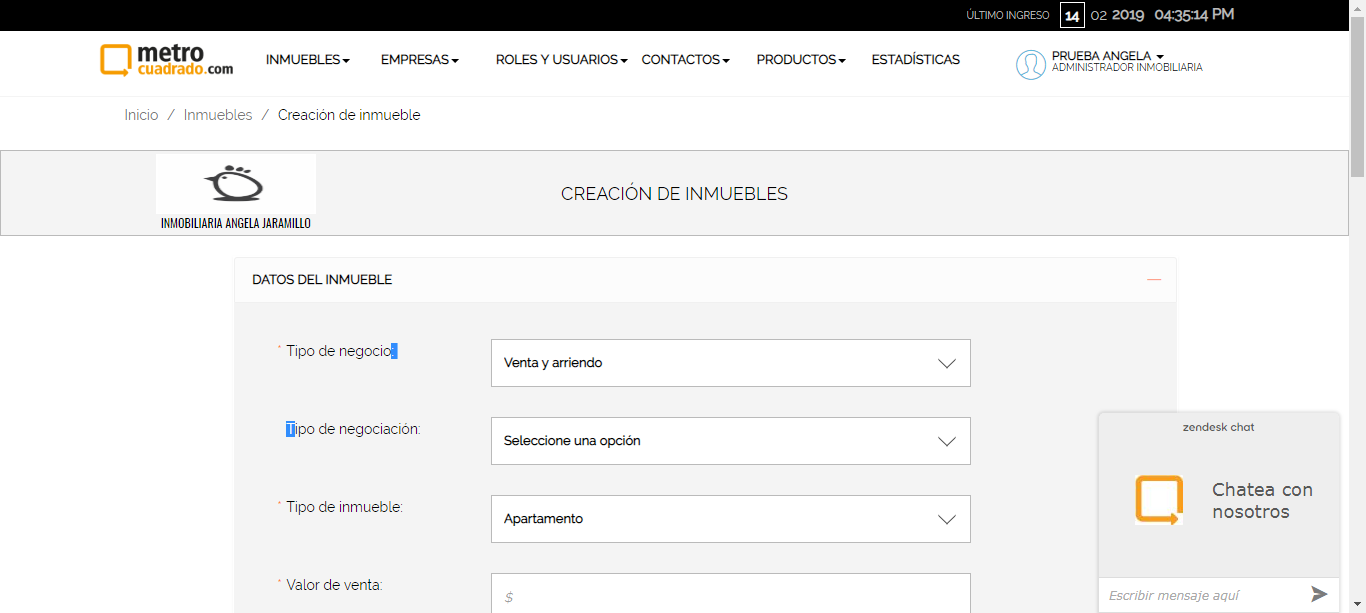 ÚLTIMO INGRESO 14 02 2019 04:35:14 PM
metro
cuadrado.com
INMUEBLES EMPRESAS ROLES Y USUARIOS CONTACTOS PRODUCTOS ESTADÍSTICAS
PRUEBA ANGELA
ADMINISTRADOR INMOBILIARIA
Inicio / Inmuebles / Creación de inmueble
INMOBILIARIA ANGELA JARAMILLO
CREACIÓN DE INMUEBLES
DATOS DEL INMUEBLE
* Tipo de negocio: Venta y arriendo
Tipo de negociación: Seleccione una opción
* Tipo de inmueble: Apartamento
* Valor de venta: $
zendesk chat
Chatea con
nosotros
Escribir mensaje aquí